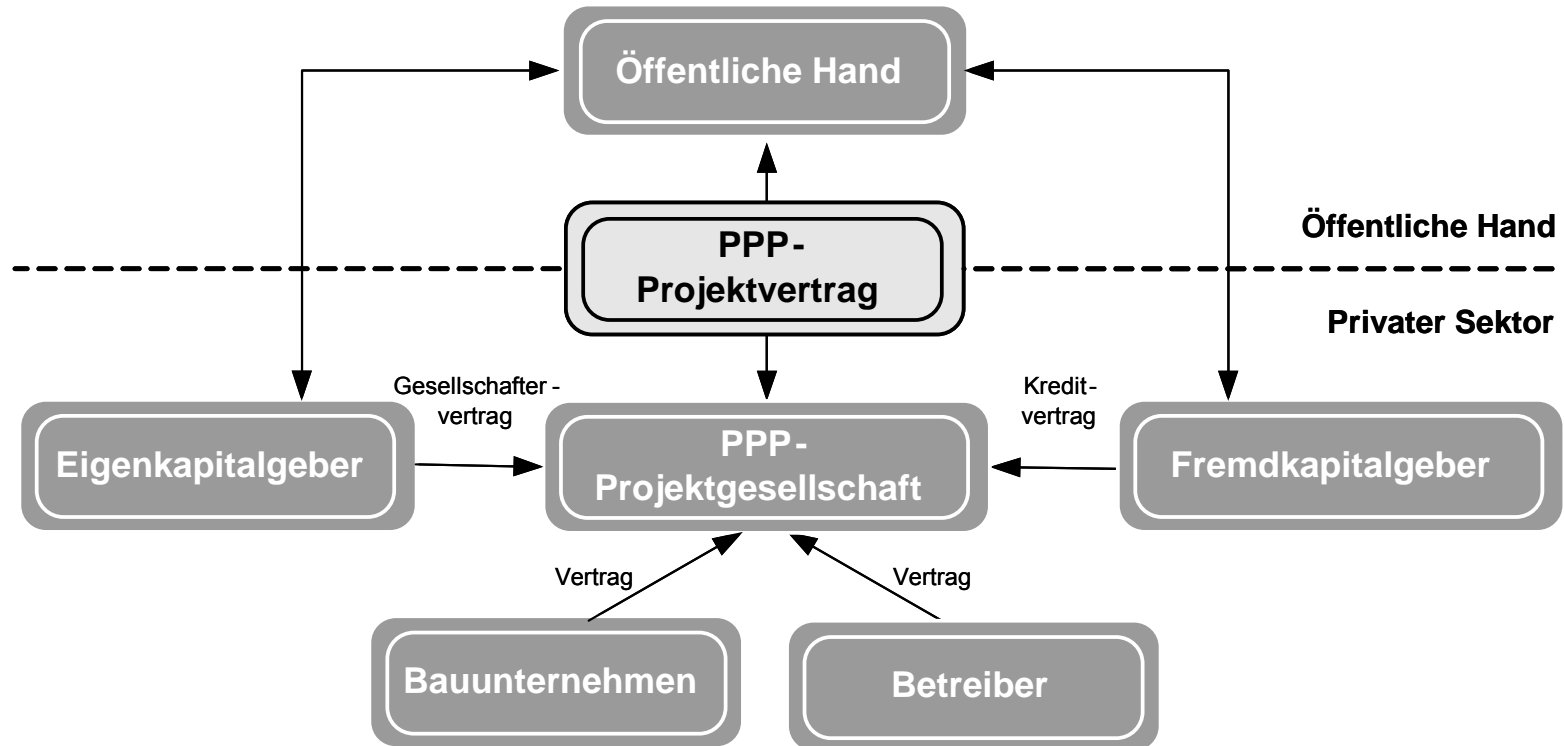 Öffentliche Hand
PPP-
Projektvertrag
Öffentliche Hand
Privater Sektor
Gesellschafter-
vertrag
Kredit-
vertrag
Eigenkapitalgeber
PPP-
Projektgesellschaft
Fremdkapitalgeber
Vertrag
Vertrag
Bauunternehmen
Betreiber